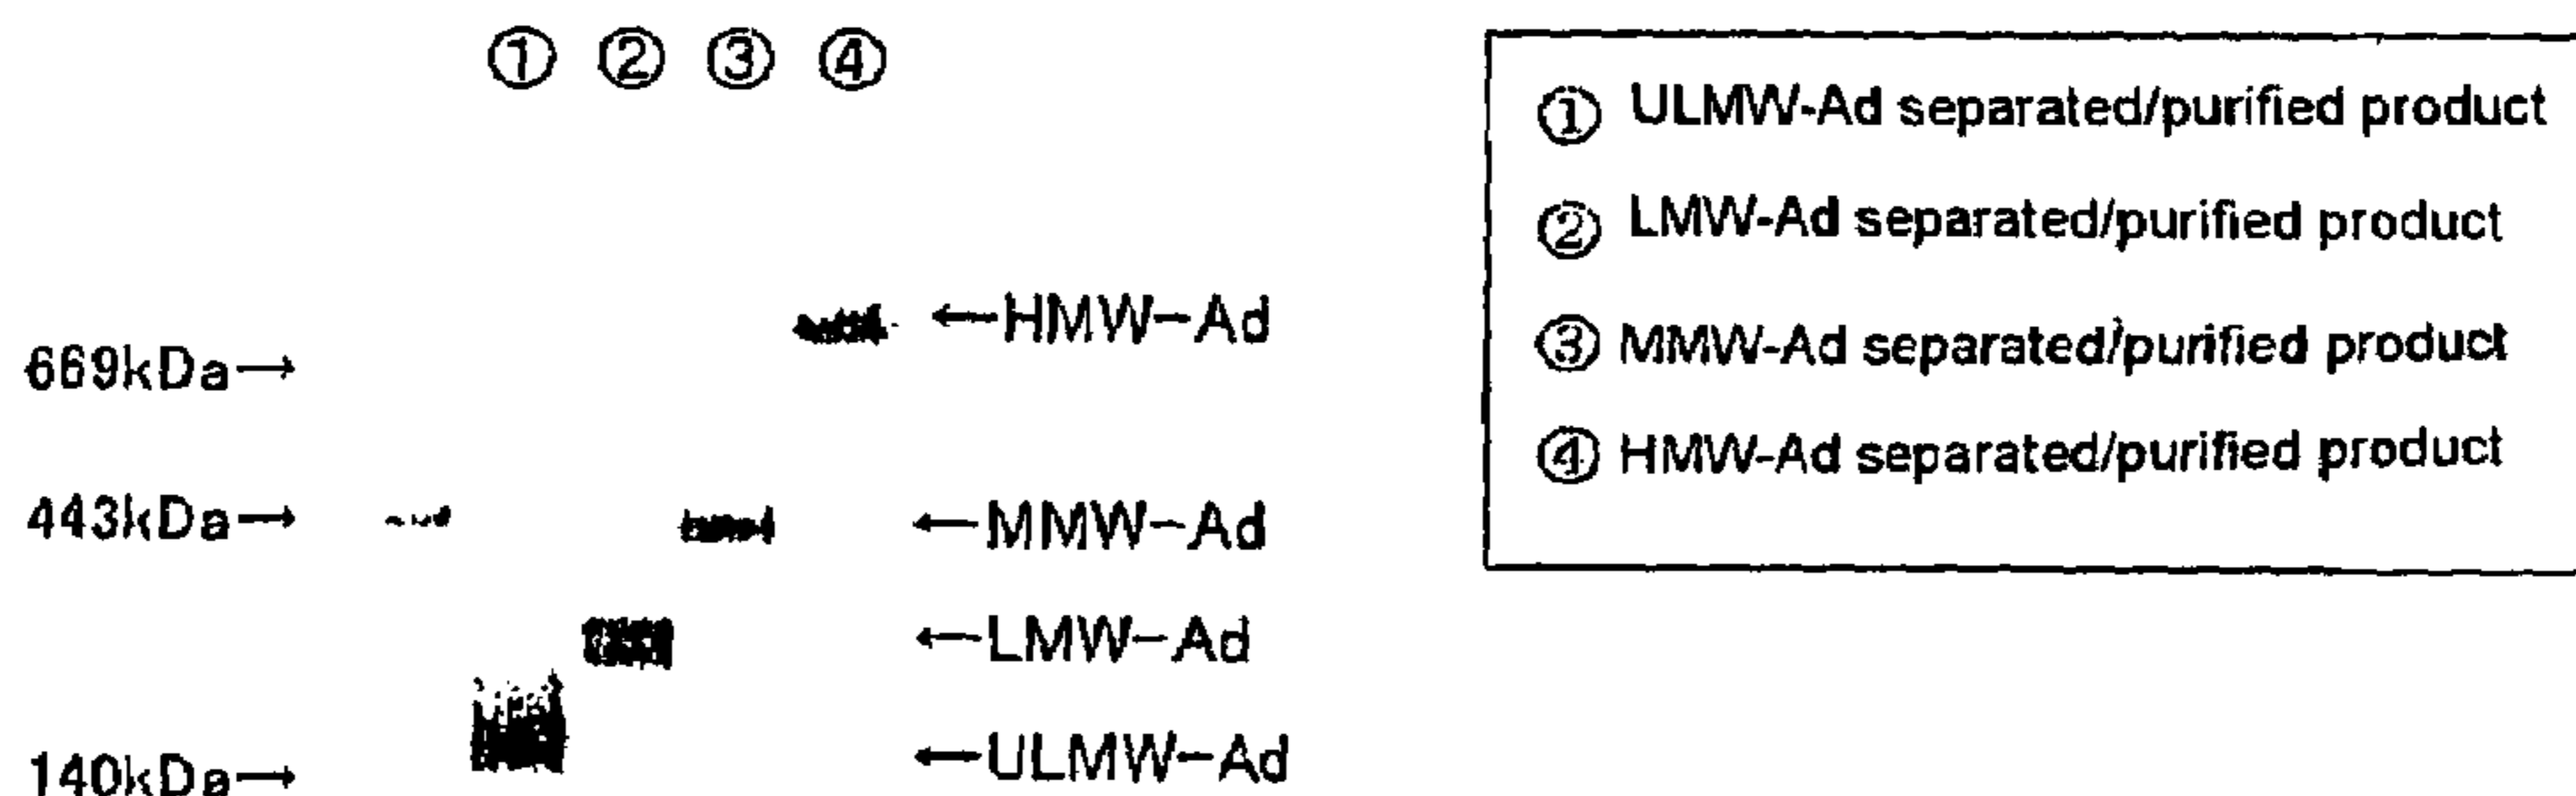 ① ② ③ ④
① ULMW-Ad separated/purified product
② LMW-Ad separated/purified product
③ MMW-Ad separated/purified product
④ HMW-Ad separated/purified product
←HMW-Ad
669kDa→
443kDa→
←MMW-Ad
←LMW-Ad
←ULMW-Ad
140kDa→